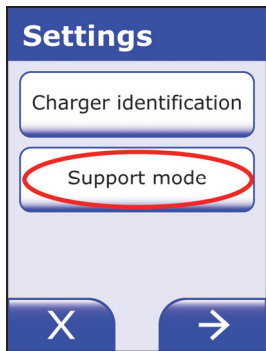 Settings
Charger identification
Support mode
X →